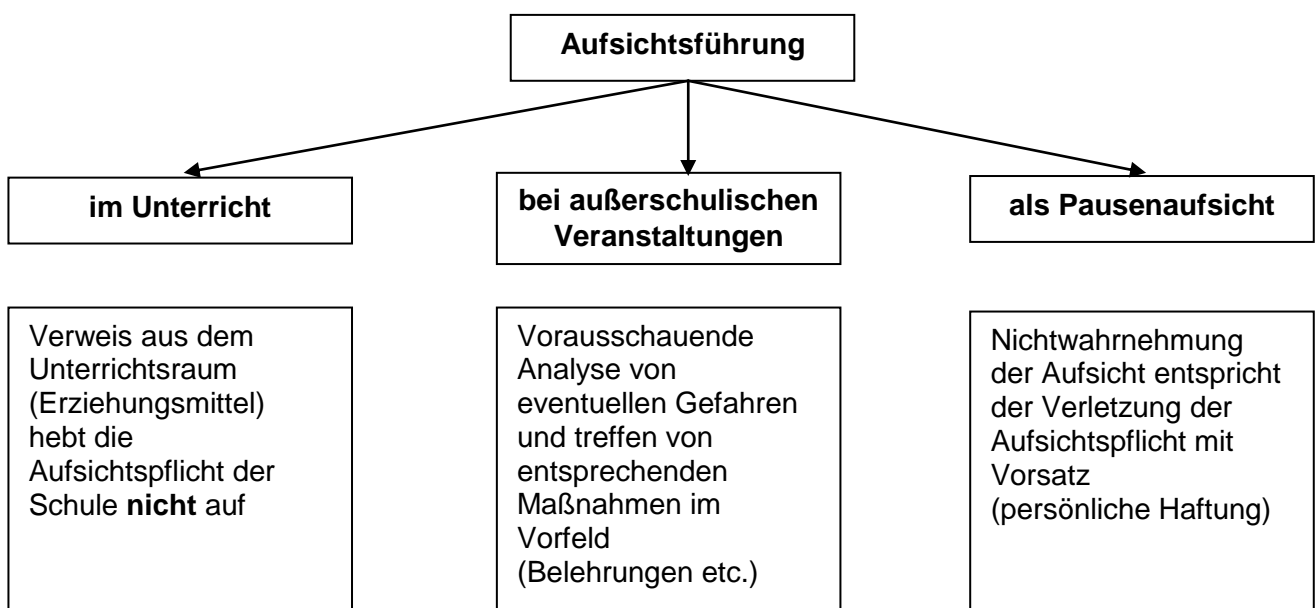 Aufsichtsführung
im Unterricht
bei außerschulischen
Veranstaltungen
als Pausenaufsicht
Verweis aus dem
Unterrichtsraum
(Erziehungsmittel)
hebt die
Aufsichtspflicht der
Schule nicht auf
Vorausschauende
Analyse von
eventuellen Gefahren
und treffen von
entsprechenden
Maßnahmen im
Vorfeld
(Belehrungen etc.)
Nichtwahrnehmung
der Aufsicht entspricht
der Verletzung der
Aufsichtspflicht mit
Vorsatz
(persönliche Haftung)